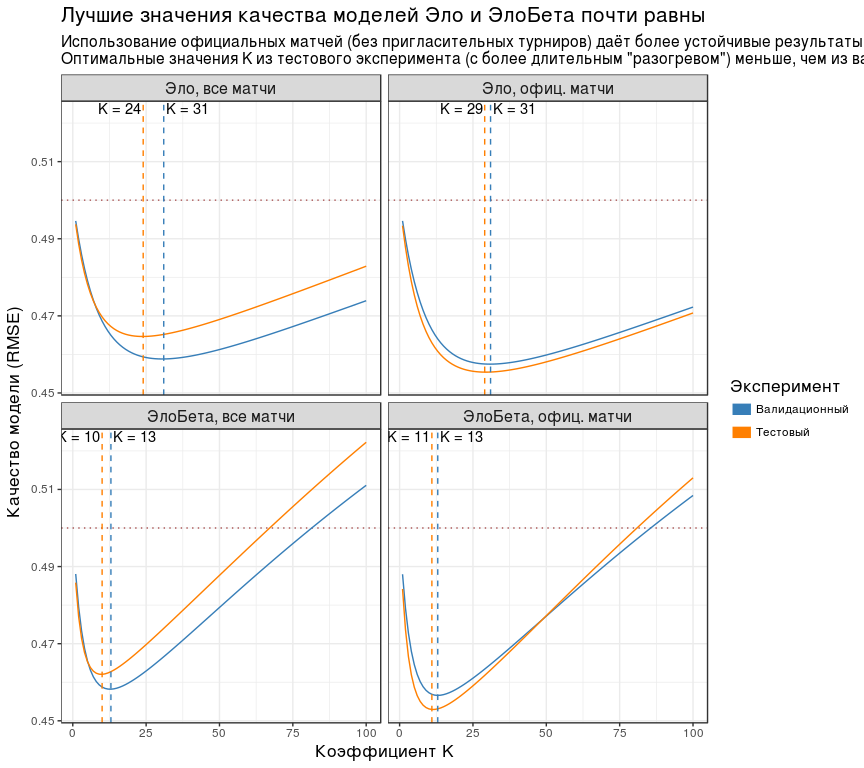 Лучшие значения качества моделей Эло и ЭлоБета почти равны
Использование официальных матчей (без пригласительных турниров) даёт более устойчивые результаты
Оптимальные значения K из тестового эксперимента (с более длительным "разогревом") меньше, чем из ва
Эло, все матчи
Эло, офиц. матчи
K = 24
K = 31
K = 29
K = 31
0.51
0.49
0.47
0.45
ЭлоБета, все матчи
ЭлоБета, офиц. матчи
K = 10
K = 13
K = 11
K = 13
0.51
0.49
0.47
0.45
0
25
50
75
100
0
25
50
75
100
Коэффициент K
Качество модели (RMSE)
Эксперимент
Валидационный
Тестовый